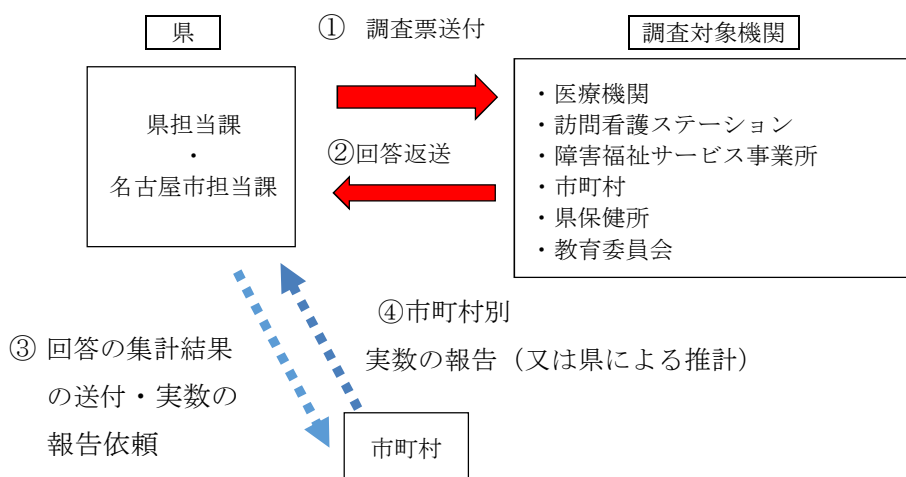 県
① 調査票送付
調査対象機関
県担当課
・
名古屋市担当課
②回答返送
・医療機関
・訪問看護ステーション
・障害福祉サービス事業所
・市町村
・県保健所
・教育委員会
③ 回答の集計結果
の送付・実数の
報告依頼
④市町村別
実数の報告（又は県による推計）
市町村